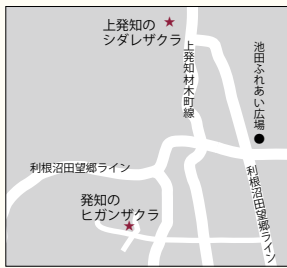 上発知の
シダレザクラ
上発知材木町線
池田ふれあい広場
利根沼田望郷ライン
発知の
ヒガンザクラ
利根沼田望郷ライン